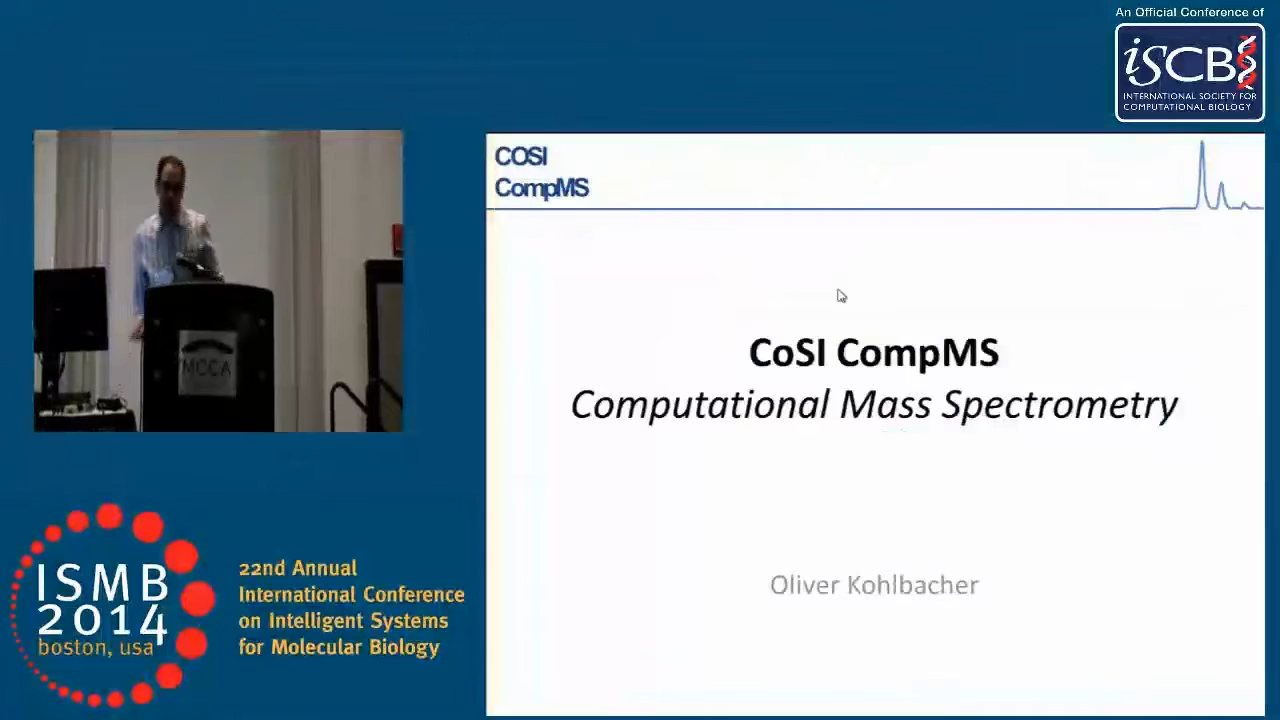 An Official Conference of
iSCB
INTERNATIONAL SOCIETY FOR
COMPUTATIONAL BIOLOGY
COSI
CompMS
CoSI CompMS
Computational Mass Spectrometry
MCCA
Oliver Kohlbacher
ISMB
2014
boston, usa
22nd Annual
International Conference
on Intelligent Systems
for Molecular Biology